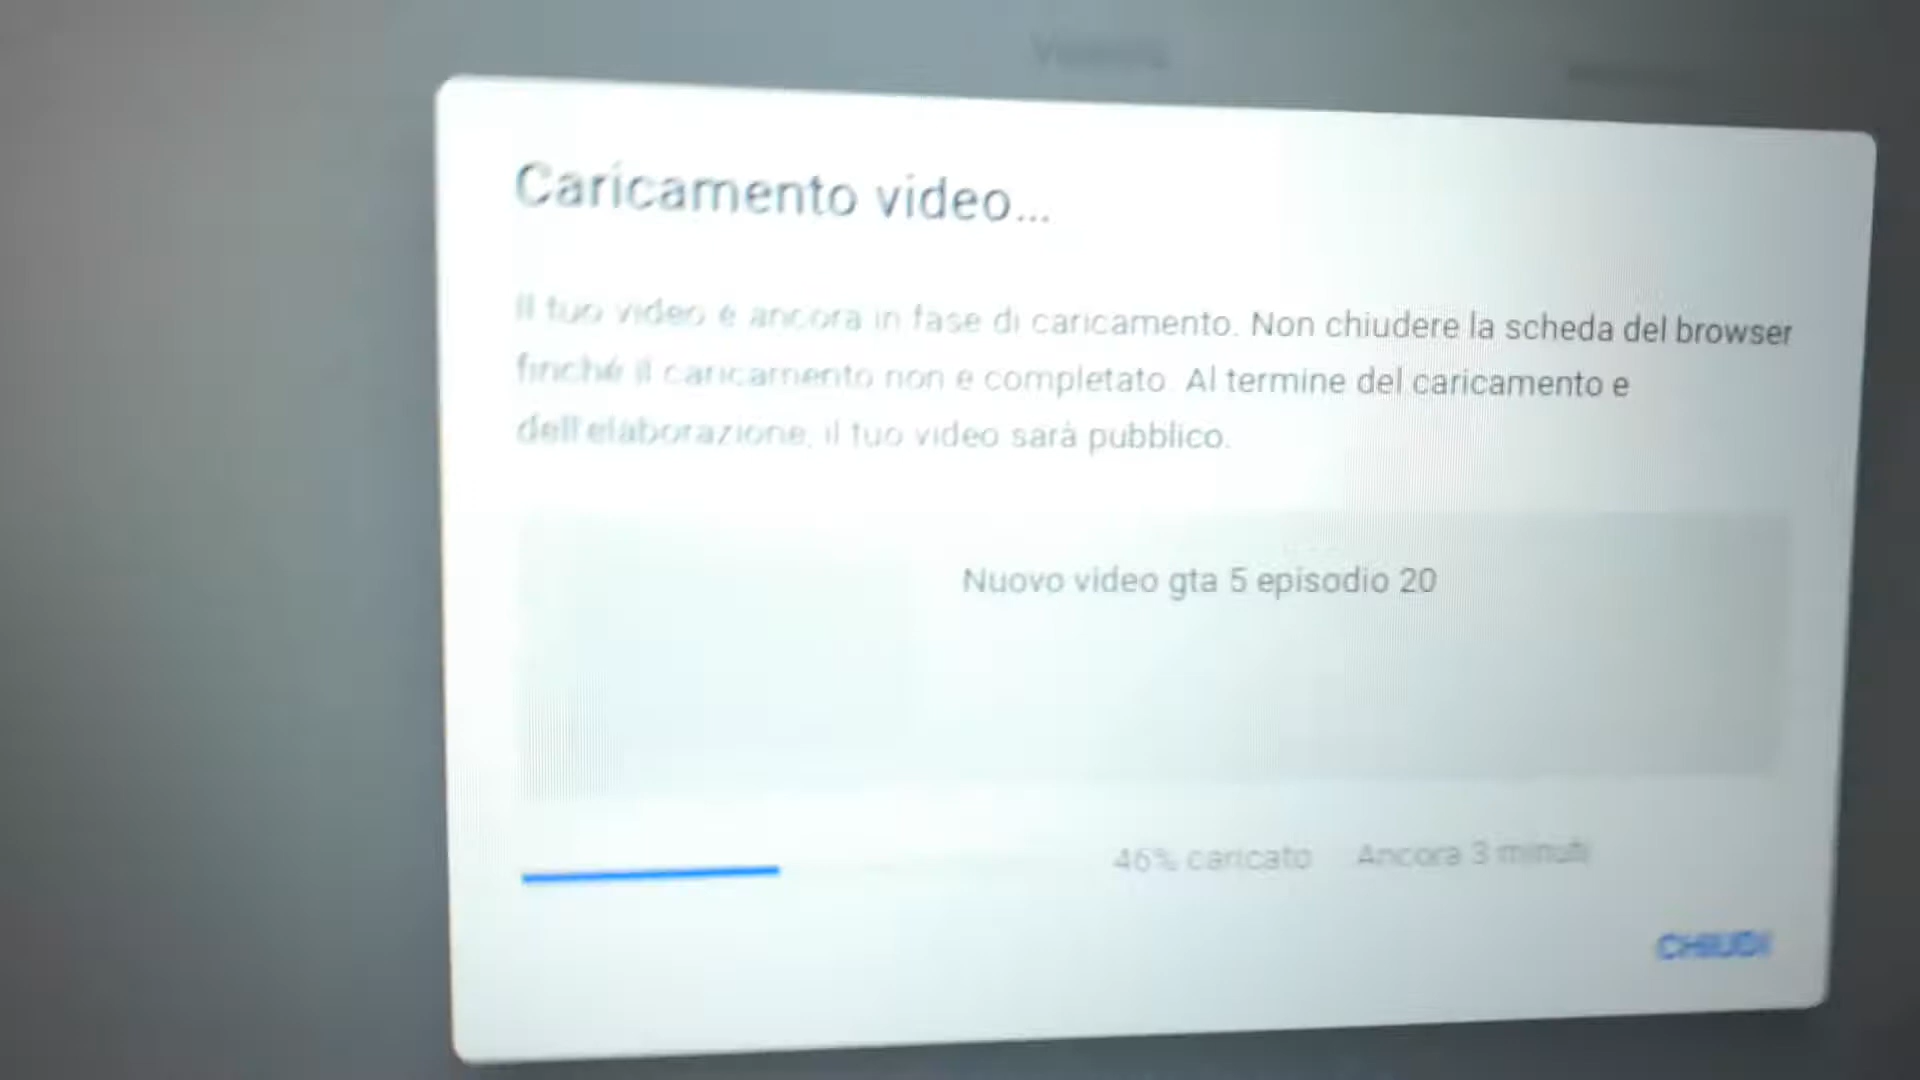 Caricamento video...
Il tuo video è ancora in fase di caricamento. Non chiudere la scheda del browser
finché il caricamento non è completato. Al termine del caricamento e
dell'elaborazione, il tuo video sarà pubblico.
Nuovo video gta 5 episodio 20
46% caricato Ancora 3 minuti
CHIUDI